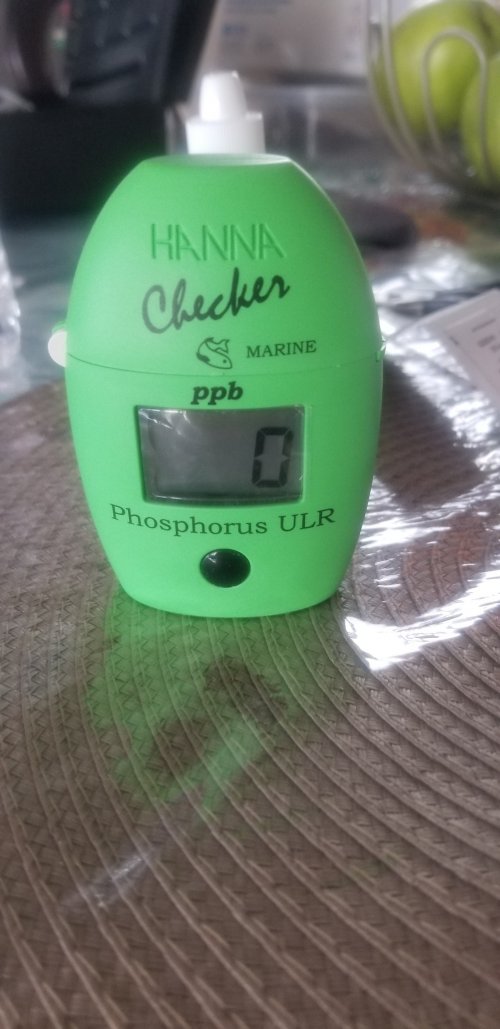 HANNA
Checker
MARINE
ppb
0
Phosphorus ULR